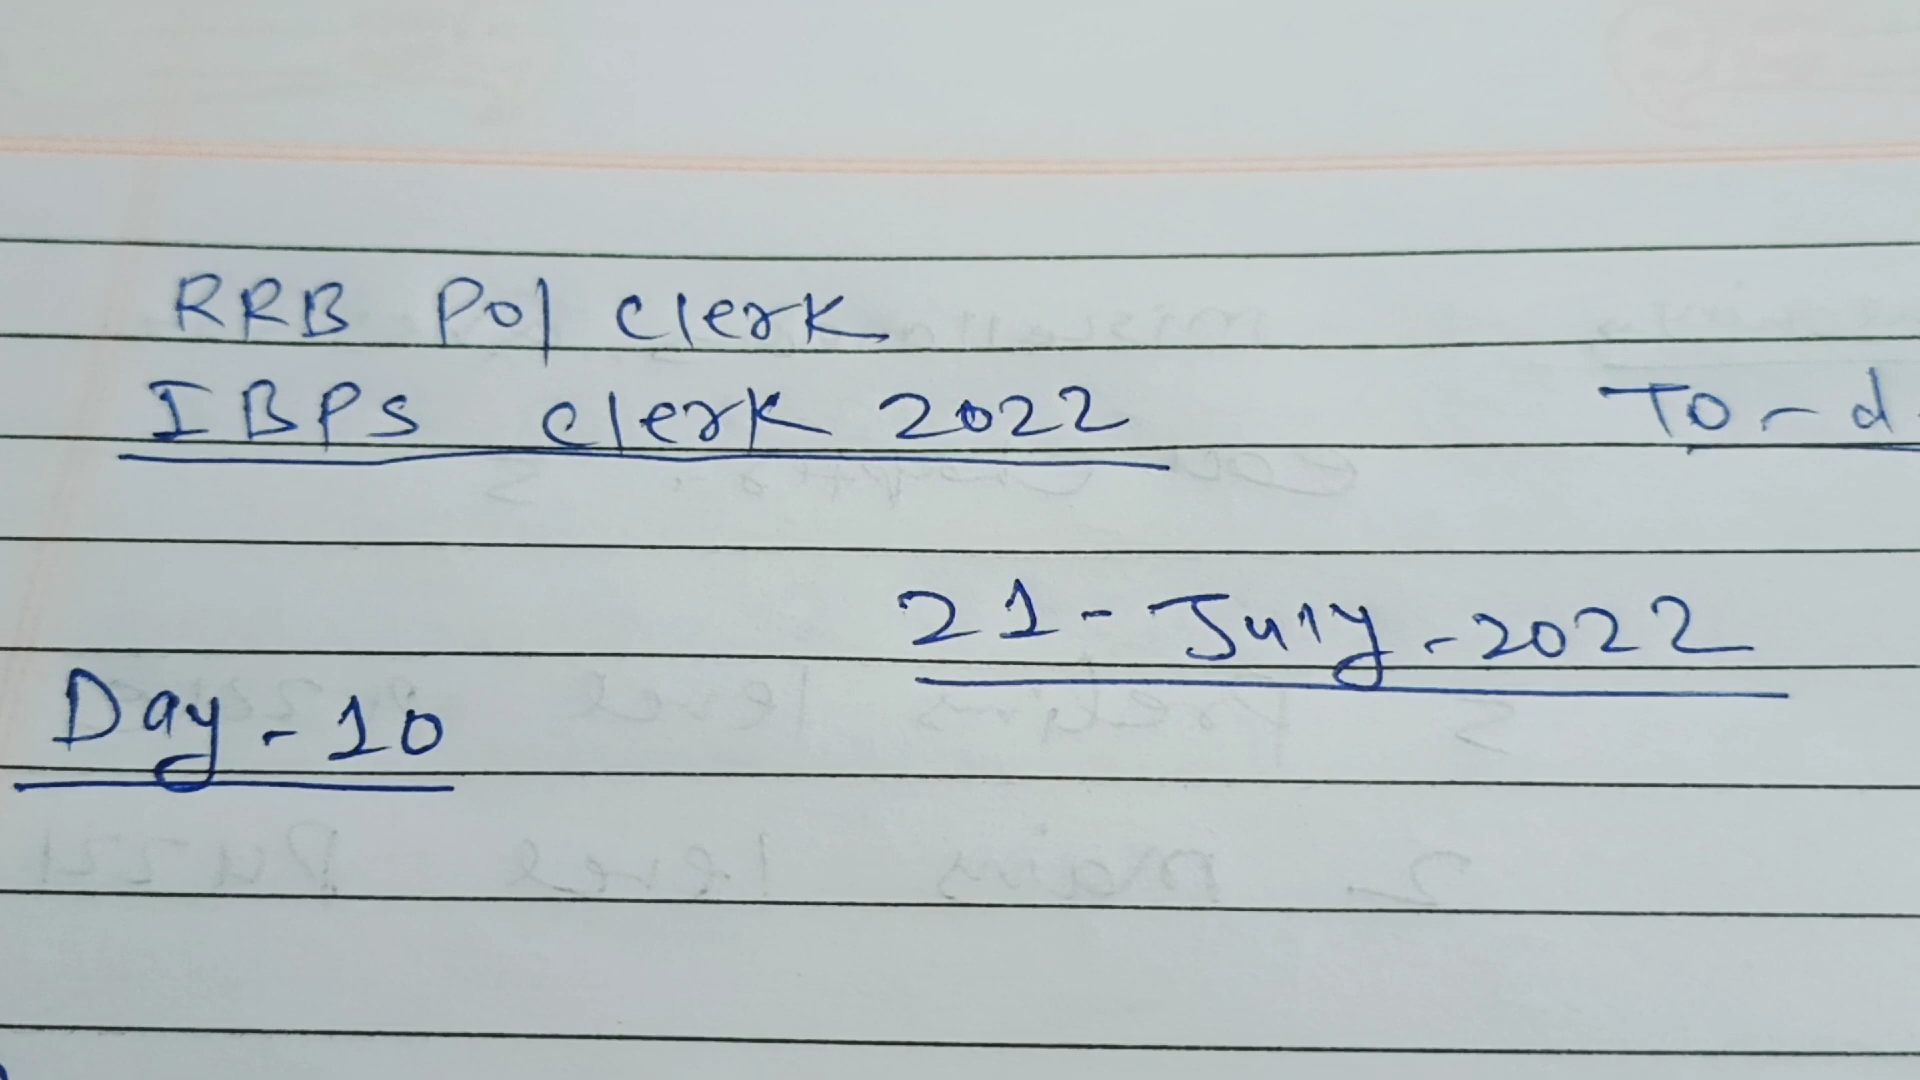 RRB PO/ Clerk
IBPS Clerk 2022
To-d
21-July-2022
Day-10